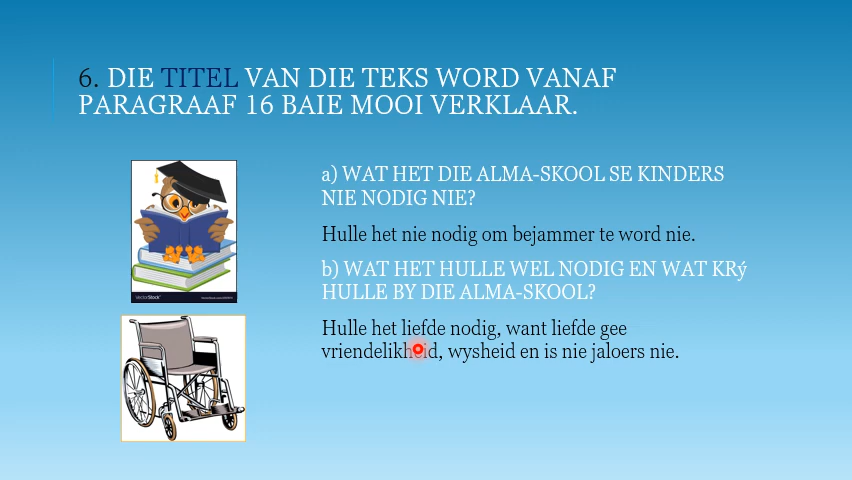 6. DIE TITEL VAN DIE TEKS WORD VANAF
PARAGRAAF 16 BAIE MOOI VERKLAAR.
a) WAT HET DIE ALMA-SKOOL SE KINDERS
NIE NODIG NIE?
Hulle het nie nodig om bejammer te word nie.
b) WAT HET HULLE WEL NODIG EN WAT KRý
HULLE BY DIE ALMA-SKOOL?
Hulle het liefde nodig, want liefde gee
vriendelikheid, wysheid en is nie jaloers nie.
VectorStock